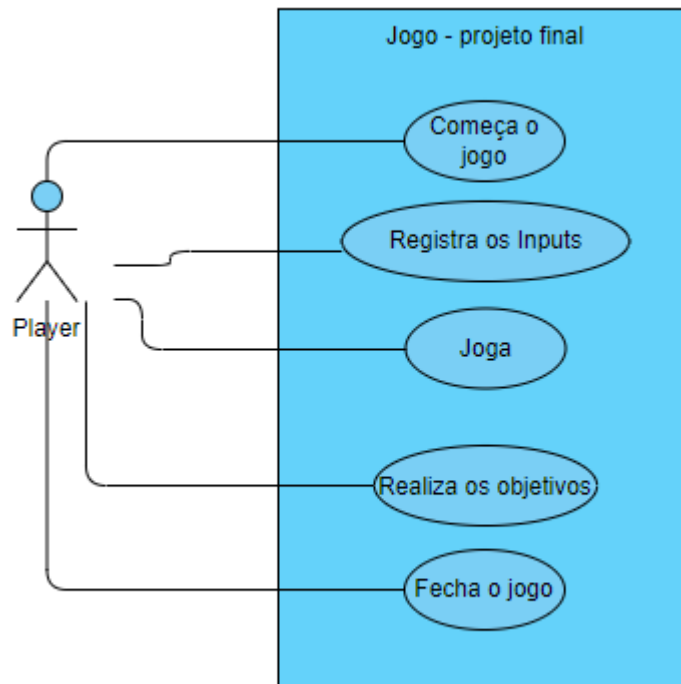 Jogo - projeto final
Começa o
jogo
Registra os Inputs
Player
Joga
Realiza os objetivos
Fecha o jogo